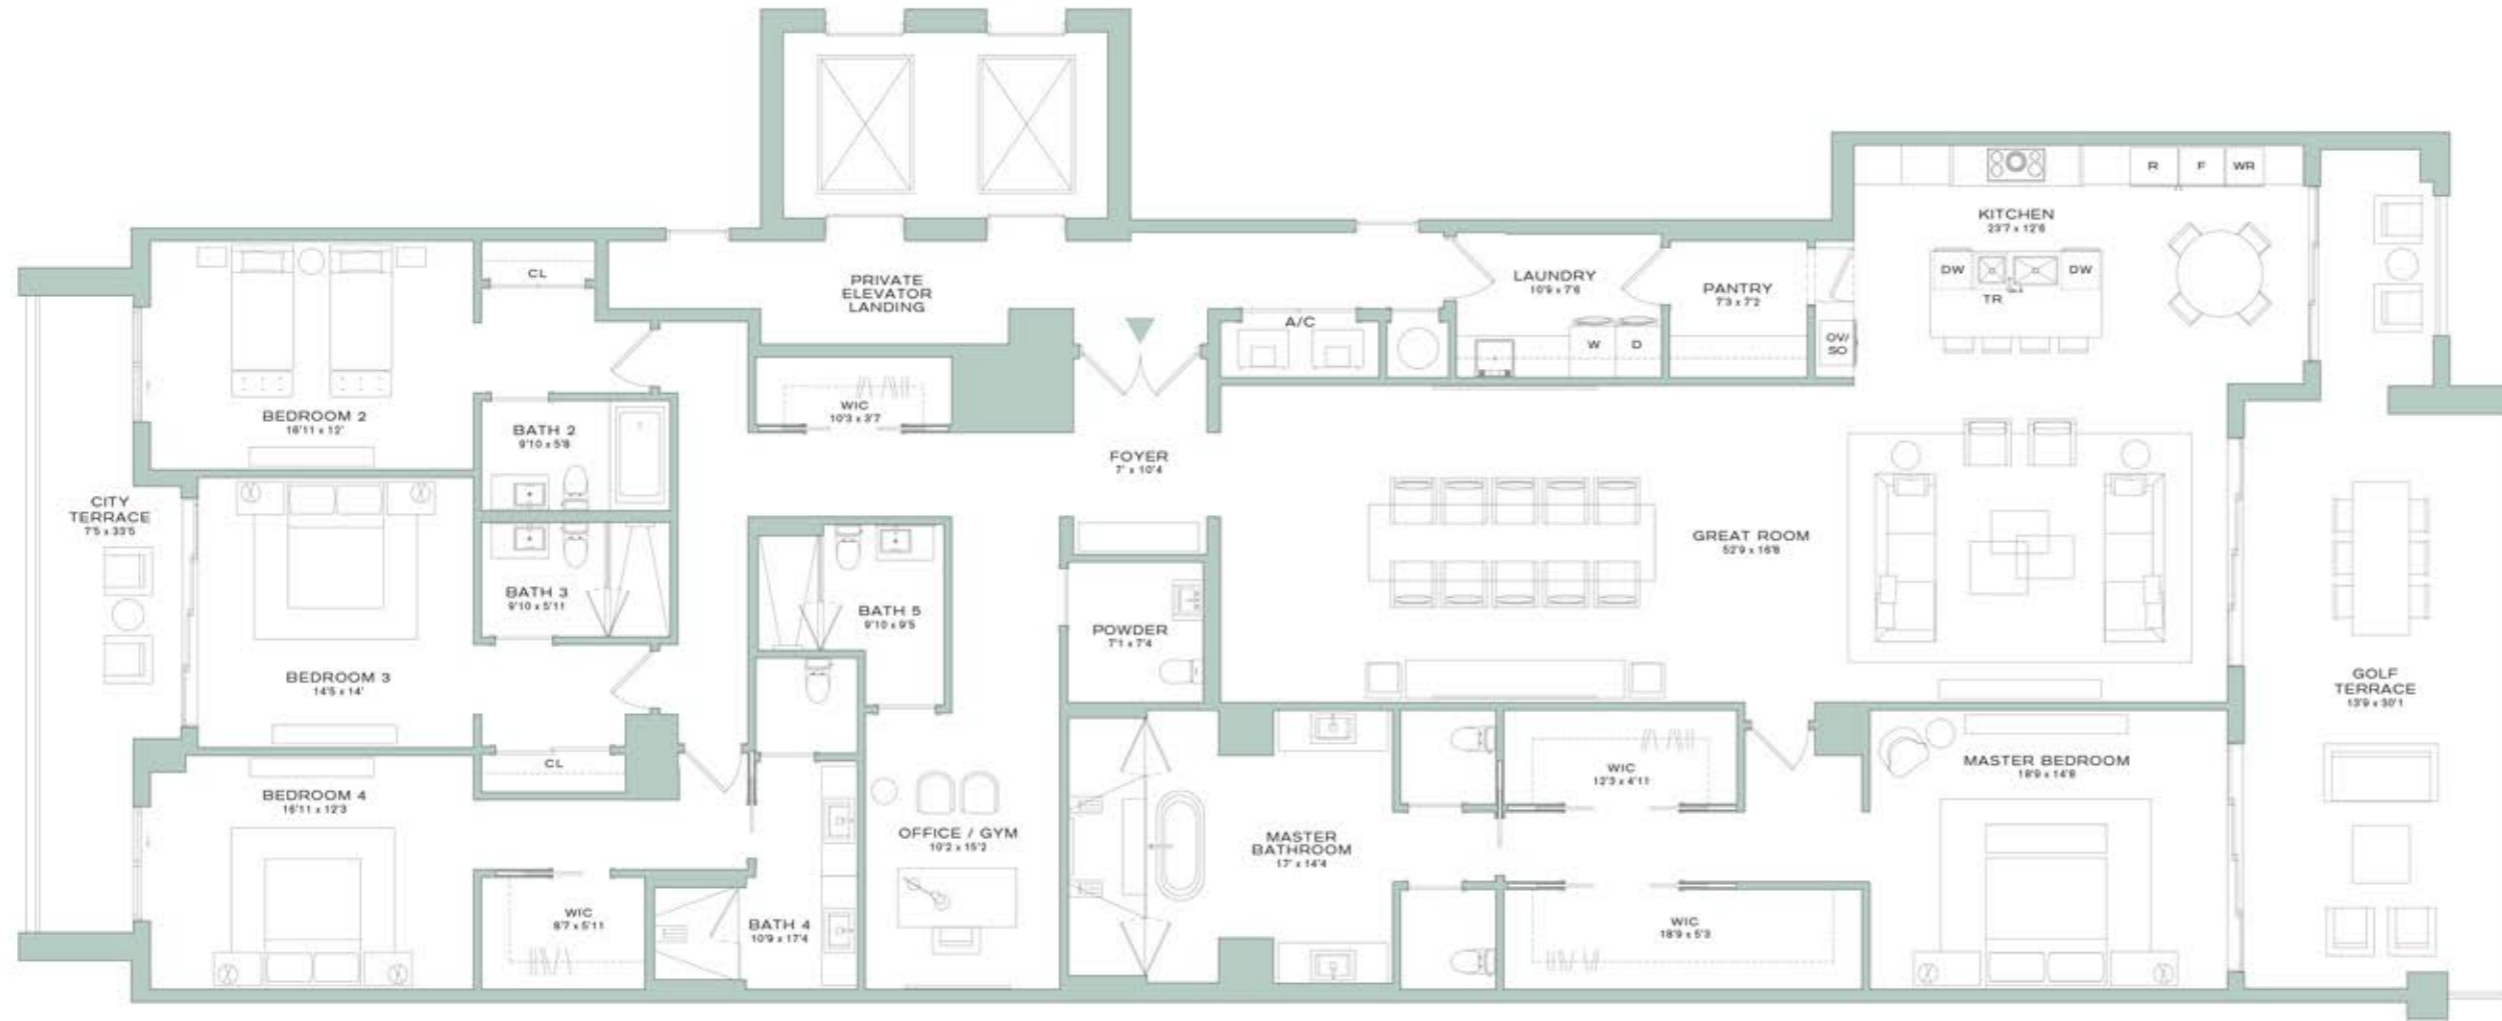 PRIVATE
ELEVATOR
LANDING
CL
BEDROOM 2
16'11 x 12'
BATH 2
9'10 x 5'8
WIC
10'3 x 3'7
FOYER
7' x 10'4
A/C
LAUNDRY
10'9 x 7'6
W
D
PANTRY
7'3 x 7'2
OV/
SO
KITCHEN
23'7 x 12'6
R
F
WR
DW
DW
TR
CITY
TERRACE
7'5 x 33'5
BEDROOM 3
14'5 x 14'
BATH 3
9'10 x 5'11
BATH 5
9'10 x 9'5
POWDER
7'1 x 7'4
GREAT ROOM
52'9 x 16'8
GOLF
TERRACE
13'9 x 30'1
CL
BEDROOM 4
16'11 x 12'3
WIC
8'7 x 5'11
BATH 4
10'9 x 17'4
OFFICE / GYM
10'2 x 15'2
MASTER
BATHROOM
17' x 14'4
WIC
12'3 x 4'11
WIC
18'9 x 5'3
MASTER BEDROOM
18'9 x 14'8